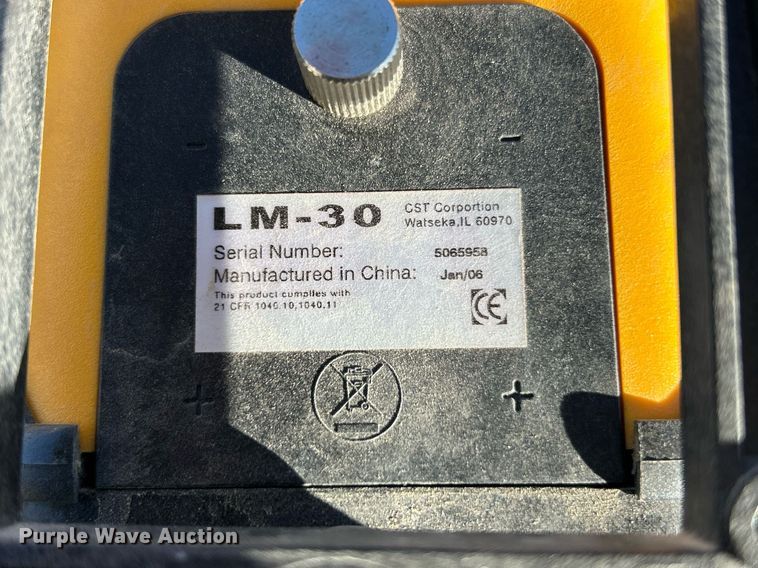 LM-30
CST Corportion
Watseka,IL 60970
Serial Number: 5065958
Manufactured in China: Jan/06
This product complies with
21 CFR 1040.10,1040.11
CE
Purple Wave Auction